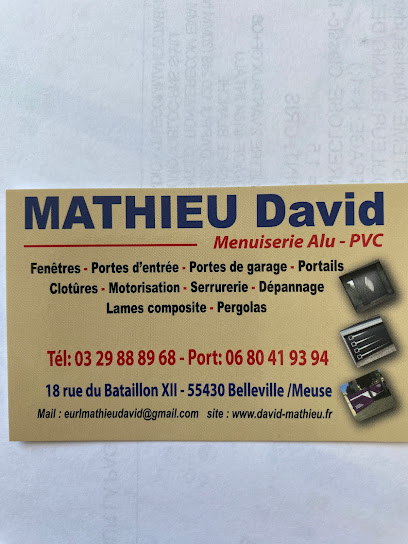 MATHIEU David
Menuiserie Alu - PVC
Fenêtres - Portes d'entrée - Portes de garage - Portails
Clotûres - Motorisation - Serrurerie - Dépannage
Lames composite - Pergolas
Tél: 03 29 88 89 68 - Port: 06 80 41 93 94
18 rue du Bataillon XII - 55430 Belleville /Meuse
Mail : eurlmathieudavid@gmail.com site : www.david-mathieu.fr